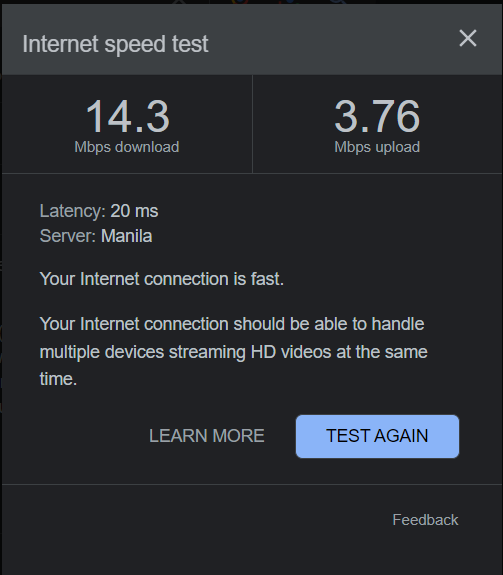 Internet speed test
14.3
Mbps download
3.76
Mbps upload
Latency: 20 ms
Server: Manila
Your Internet connection is fast.
Your Internet connection should be able to handle
multiple devices streaming HD videos at the same
time.
LEARN MORE
TEST AGAIN
Feedback